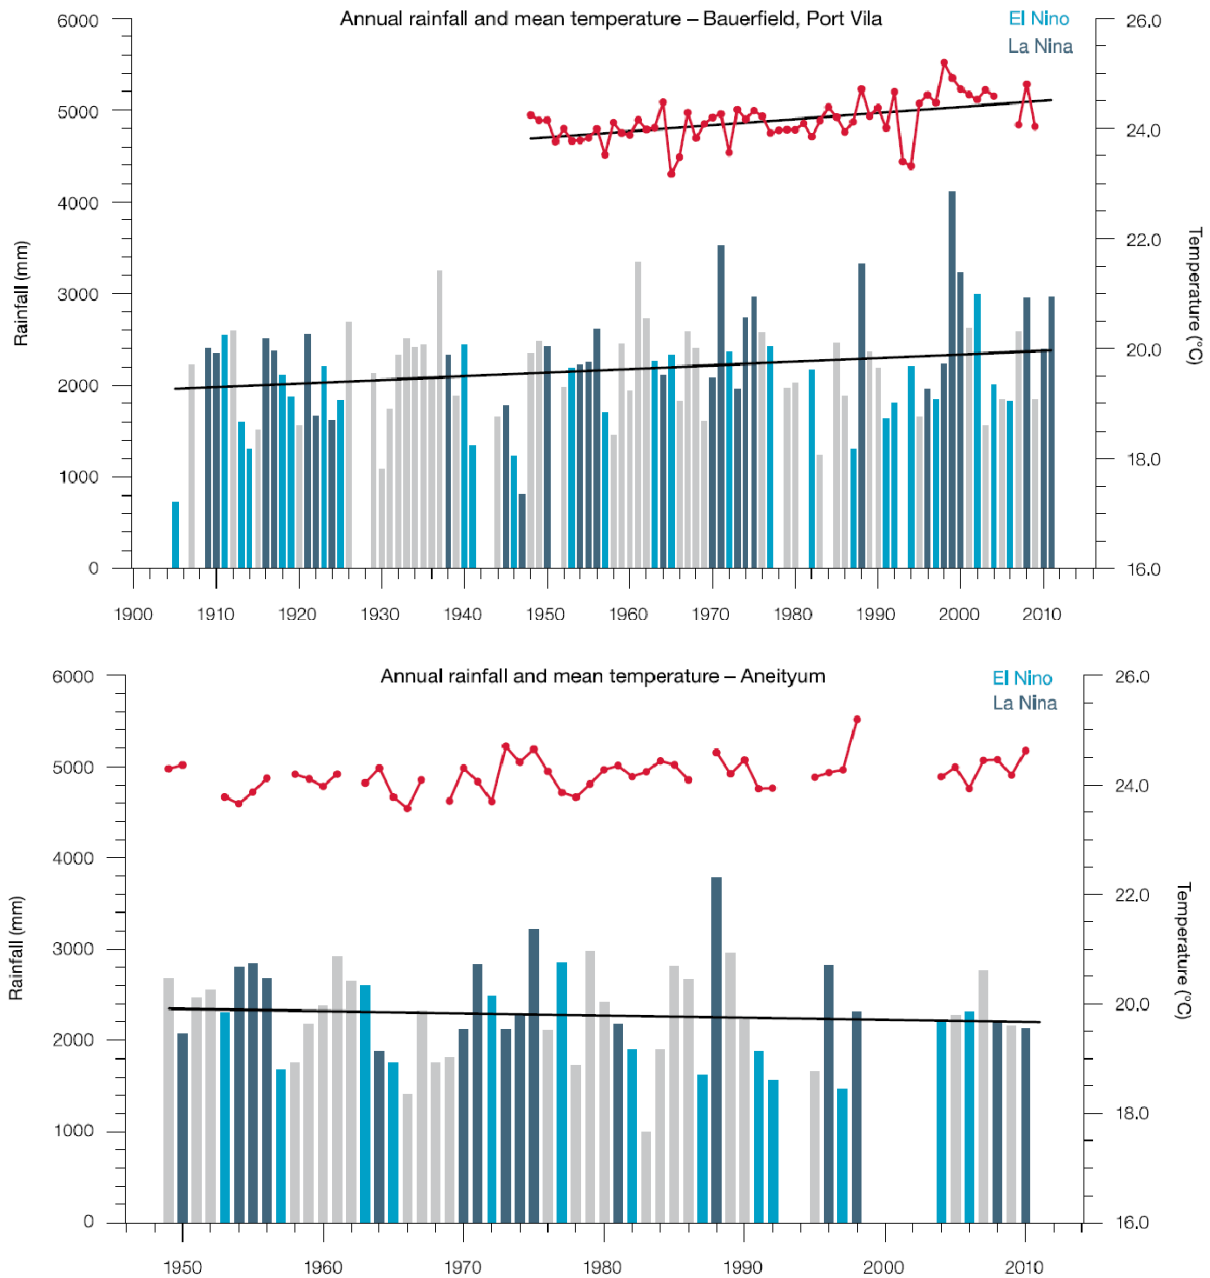 Annual rainfall and mean temperature – Bauerfield, Port Vila
El Nino
La Nina
6000
5000
4000
3000
2000
1000
0
Rainfall (mm)
26.0
24.0
22.0
20.0
18.0
16.0
Temperature (°C)
1900 1910 1920 1930 1940 1950 1960 1970 1980 1990 2000 2010
Annual rainfall and mean temperature – Aneityum
El Nino
La Nina
6000
5000
4000
3000
2000
1000
0
Rainfall (mm)
26.0
24.0
22.0
20.0
18.0
16.0
Temperature (°C)
1950 1960 1970 1980 1990 2000 2010